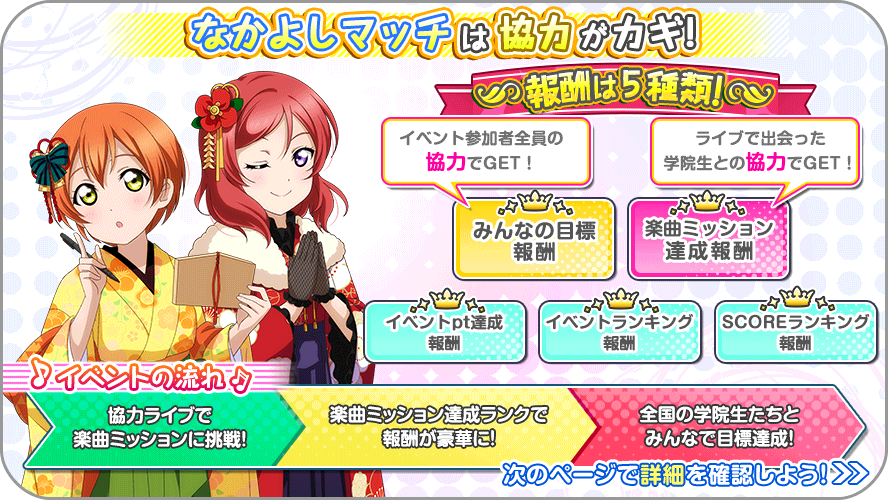 なかよしマッチは協力がカギ!
報酬は5種類!
イベント参加者全員の
協力でGET!
ライブで出会った
学院生との協力でGET!
みんなの目標
報酬
楽曲ミッション
達成報酬
イベントpt達成
報酬
イベントランキング
報酬
SCOREランキング
報酬
イベントの流れ
協力ライブで
楽曲ミッションに挑戦!
楽曲ミッション達成ランクで
報酬が豪華に!
全国の学院生たちと
みんなで目標達成!
次のページで詳細を確認しよう!